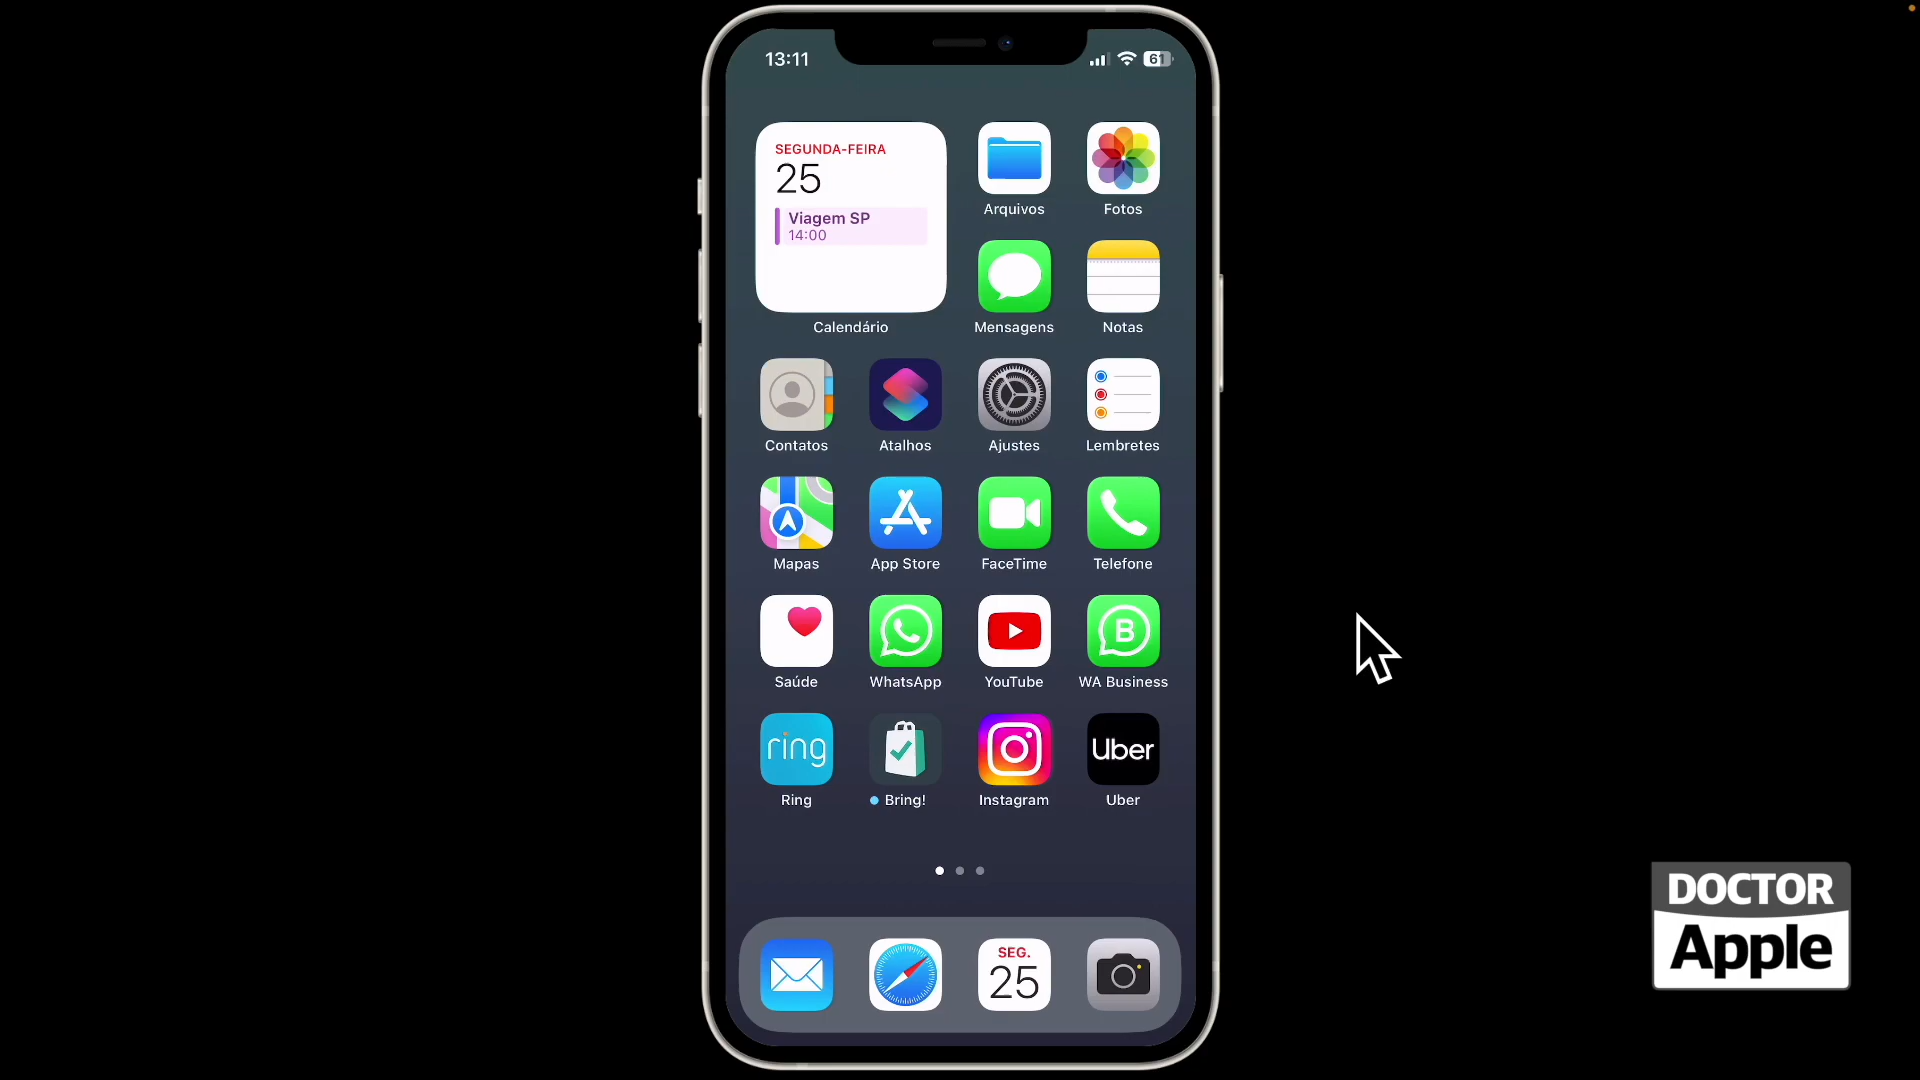 13:11
61
SEGUNDA-FEIRA
25
Viagem SP
14:00
Calendário
Arquivos
Fotos
Mensagens
Notas
Contatos
Atalhos
Ajustes
Lembretes
Mapas
App Store
FaceTime
Telefone
B
Saúde
WhatsApp
YouTube
WA Business
ring
Uber
Ring
Bring!
Instagram
Uber
SEG.
25
DOCTOR
Apple